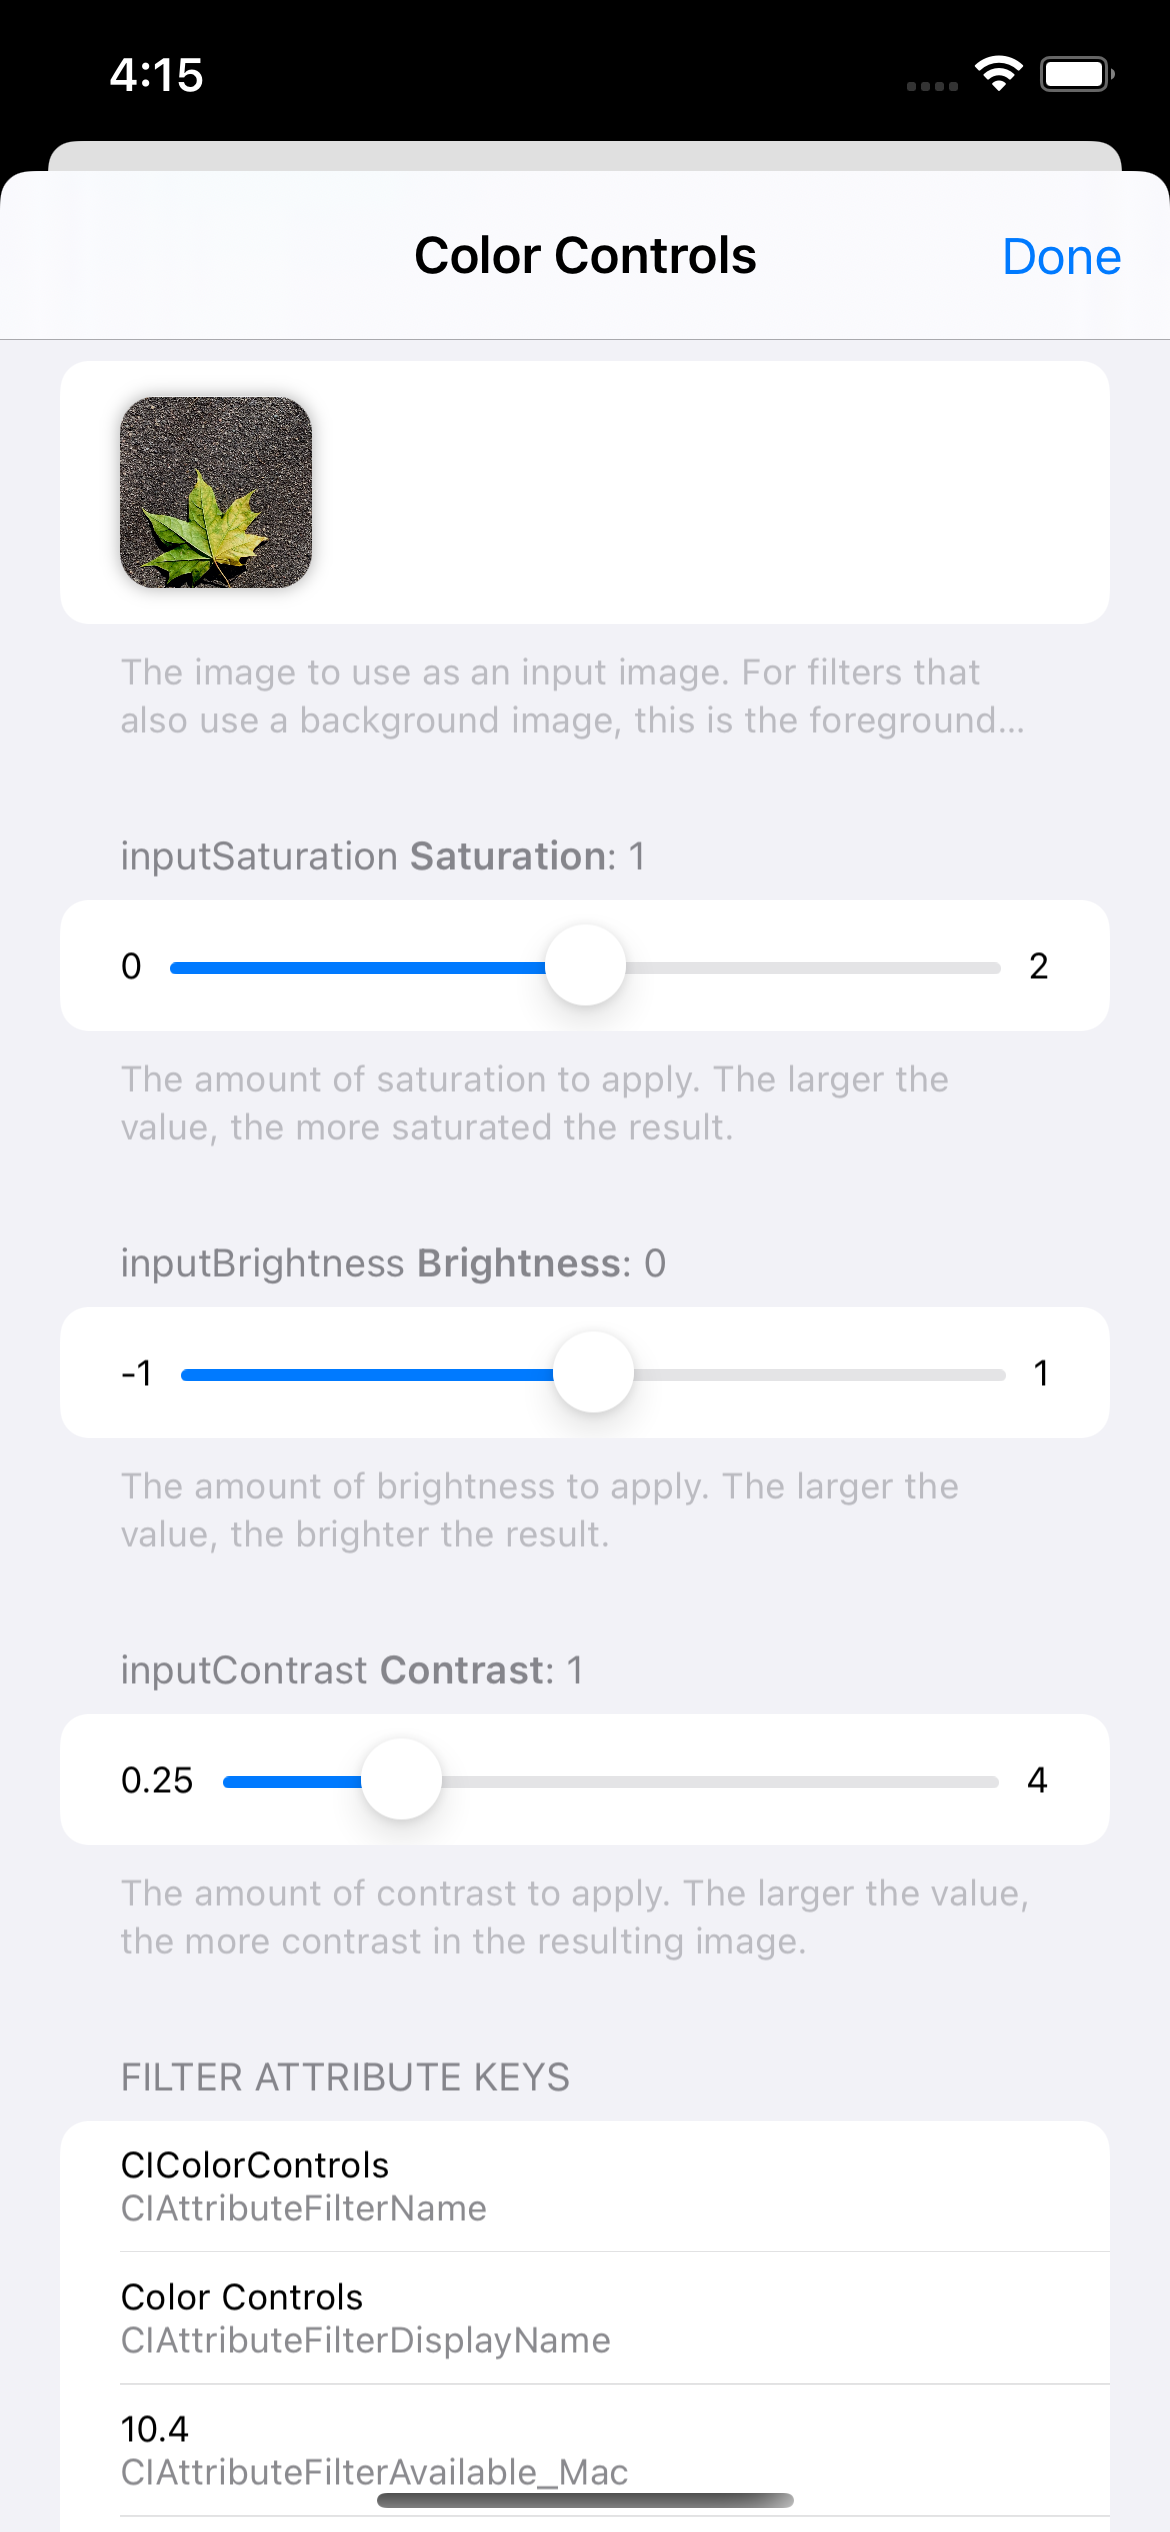 4:15
Color Controls
Done
The image to use as an input image. For filters that
also use a background image, this is the foreground...
inputSaturation Saturation: 1
0 2
The amount of saturation to apply. The larger the
value, the more saturated the result.
inputBrightness Brightness: 0
-1 1
The amount of brightness to apply. The larger the
value, the brighter the result.
inputContrast Contrast: 1
0.25 4
The amount of contrast to apply. The larger the value,
the more contrast in the resulting image.
FILTER ATTRIBUTE KEYS
CIColorControls
CIAttributeFilterName
Color Controls
CIAttributeFilterDisplayName
10.4
CIAttributeFilterAvailable_Mac